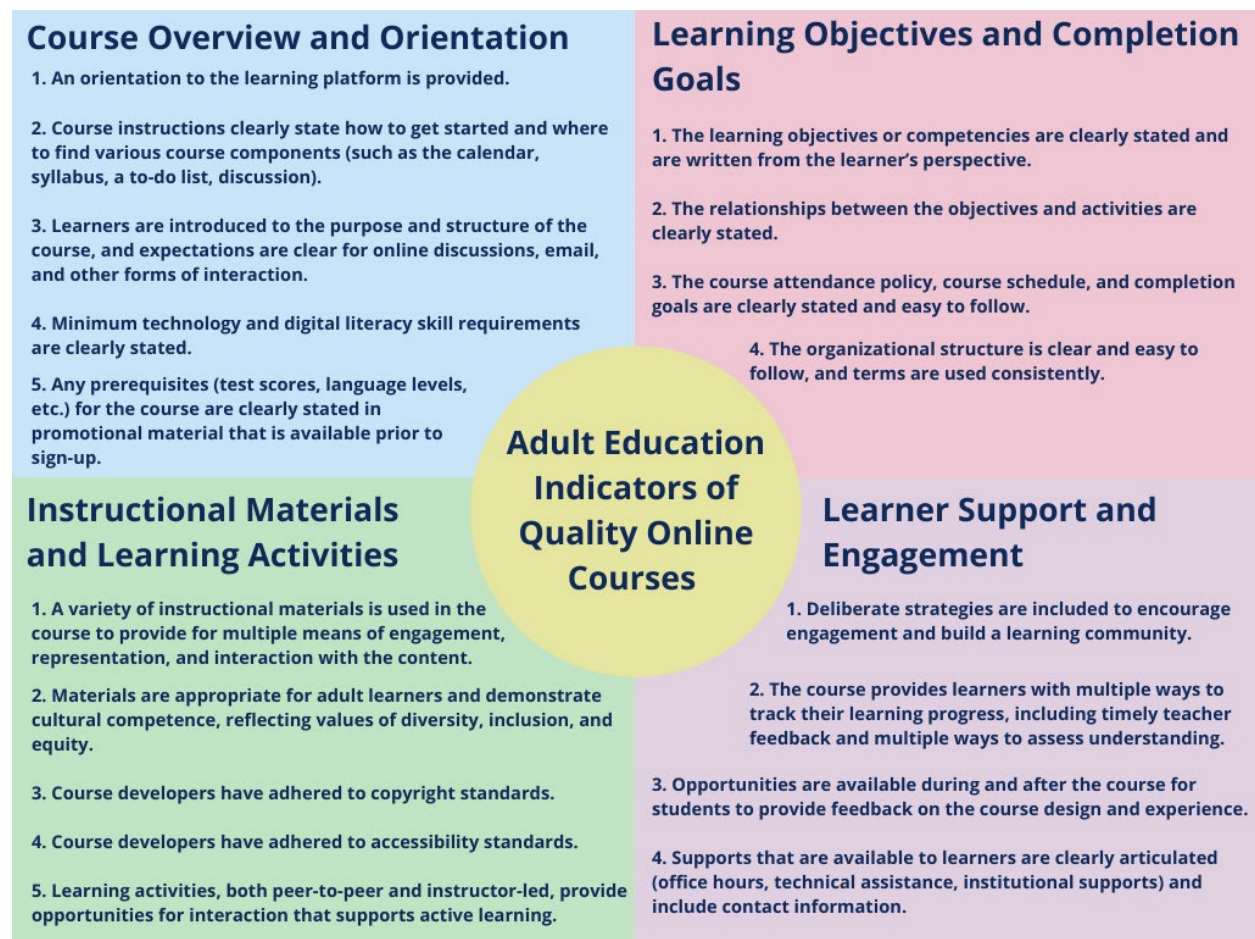 Course Overview and Orientation
1. An orientation to the learning platform is provided.
2. Course instructions clearly state how to get started and where
to find various course components (such as the calendar,
syllabus, a to-do list, discussion).
3. Learners are introduced to the purpose and structure of the
course, and expectations are clear for online discussions, email,
and other forms of interaction.
4. Minimum technology and digital literacy skill requirements
are clearly stated.
5. Any prerequisites (test scores, language levels,
etc.) for the course are clearly stated in
promotional material that is available prior to
sign-up.
Learning Objectives and Completion
Goals
1. The learning objectives or competencies are clearly stated and
are written from the learner’s perspective.
2. The relationships between the objectives and activities are
clearly stated.
3. The course attendance policy, course schedule, and completion
goals are clearly stated and easy to follow.
4. The organizational structure is clear and easy to
follow, and terms are used consistently.
Adult Education
Indicators of
Quality Online
Courses
Instructional Materials
and Learning Activities
1. A variety of instructional materials is used in the
course to provide for multiple means of engagement,
representation, and interaction with the content.
2. Materials are appropriate for adult learners and demonstrate
cultural competence, reflecting values of diversity, inclusion, and
equity.
3. Course developers have adhered to copyright standards.
4. Course developers have adhered to accessibility standards.
5. Learning activities, both peer-to-peer and instructor-led, provide
opportunities for interaction that supports active learning.
Learner Support and
Engagement
1. Deliberate strategies are included to encourage
engagement and build a learning community.
2. The course provides learners with multiple ways to
track their learning progress, including timely teacher
feedback and multiple ways to assess understanding.
3. Opportunities are available during and after the course for
students to provide feedback on the course design and experience.
4. Supports that are available to learners are clearly articulated
(office hours, technical assistance, institutional supports) and
include contact information.